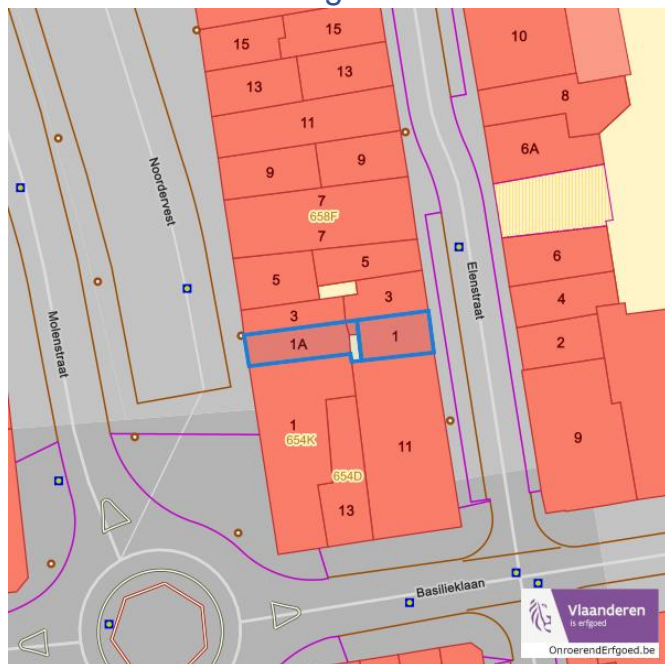 15
15
10
13
13
8
11
6A
9
9
Noordervest
7
658F
7
5
5
6
Elenstraat
3
3
4
1A
1
2
Molenstraat
1
654K
11
9
654D
13
Basilieklaan
Vlaanderen
is erfgoed
OnroerendErfgoed.be